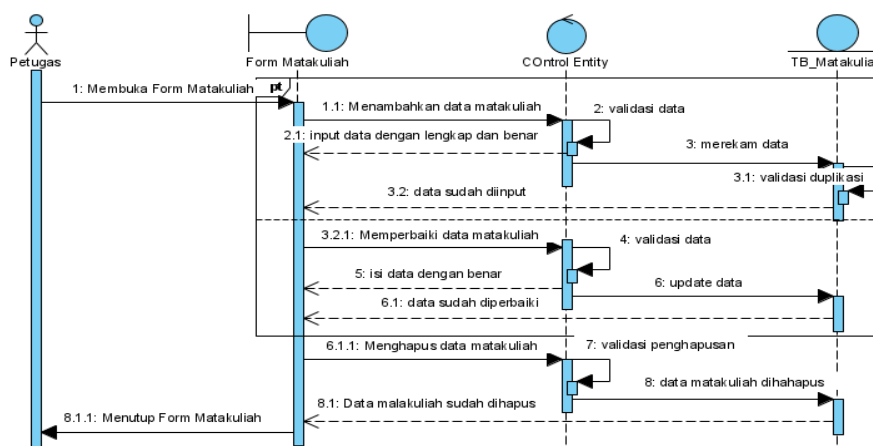 Petugas
Form Matakuliah
COntrol Entity
TB_Matakulia
pt
1: Membuka Form Matakuliah
1.1: Menambahkan data matakuliah
2: validasi data
2.1: input data dengan lengkap dan benar
3: merekam data
3.1: validasi duplikasi
3.2: data sudah diinput
3.2.1: Memperbaiki data matakuliah
4: validasi data
5: isi data dengan benar
6: update data
6.1: data sudah diperbaiki
6.1.1: Menghapus data matakuliah
7: validasi penghapusan
8: data matakuliah dihahapus
8.1: Data malakuliah sudah dihapus
8.1.1: Menutup Form Matakuliah